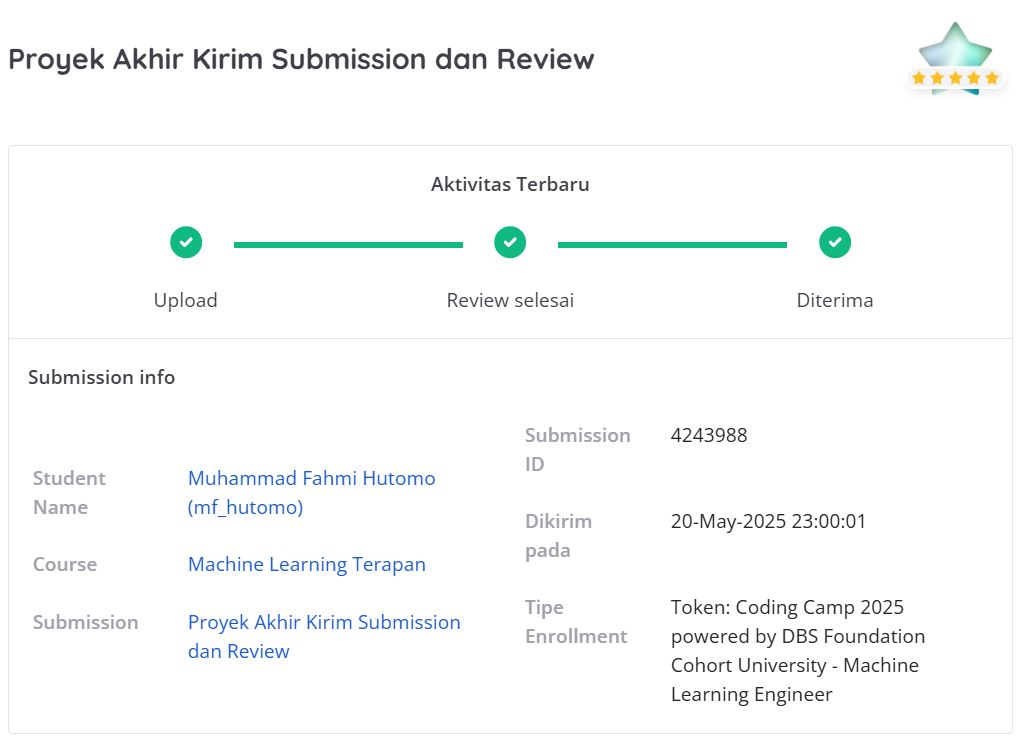 Proyek Akhir Kirim Submission dan Review
Aktivitas Terbaru
Upload
Review selesai
Diterima
Submission info
Student
Name
Muhammad Fahmi Hutomo
(mf_hutomo)
Course
Machine Learning Terapan
Submission
Proyek Akhir Kirim Submission
dan Review
Submission
ID
4243988
Dikirim
pada
20-May-2025 23:00:01
Tipe
Enrollment
Token: Coding Camp 2025
powered by DBS Foundation
Cohort University - Machine
Learning Engineer